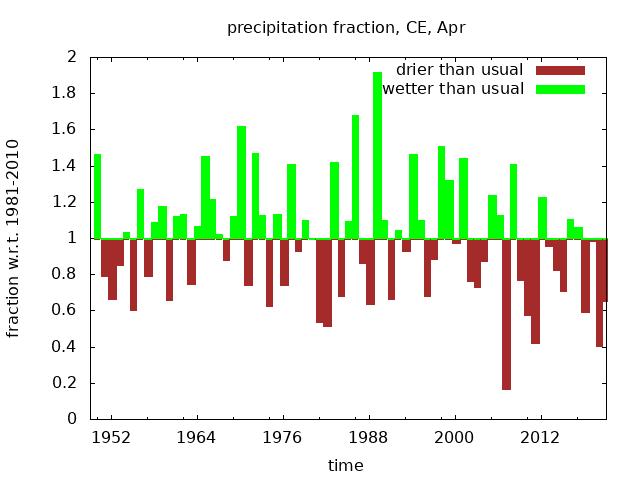 precipitation fraction, CE, Apr
drier than usual
wetter than usual
fraction w.r.t. 1981-2010
2
1.8
1.6
1.4
1.2
1
0.8
0.6
0.4
0.2
0
1952 1964 1976 1988 2000 2012
time